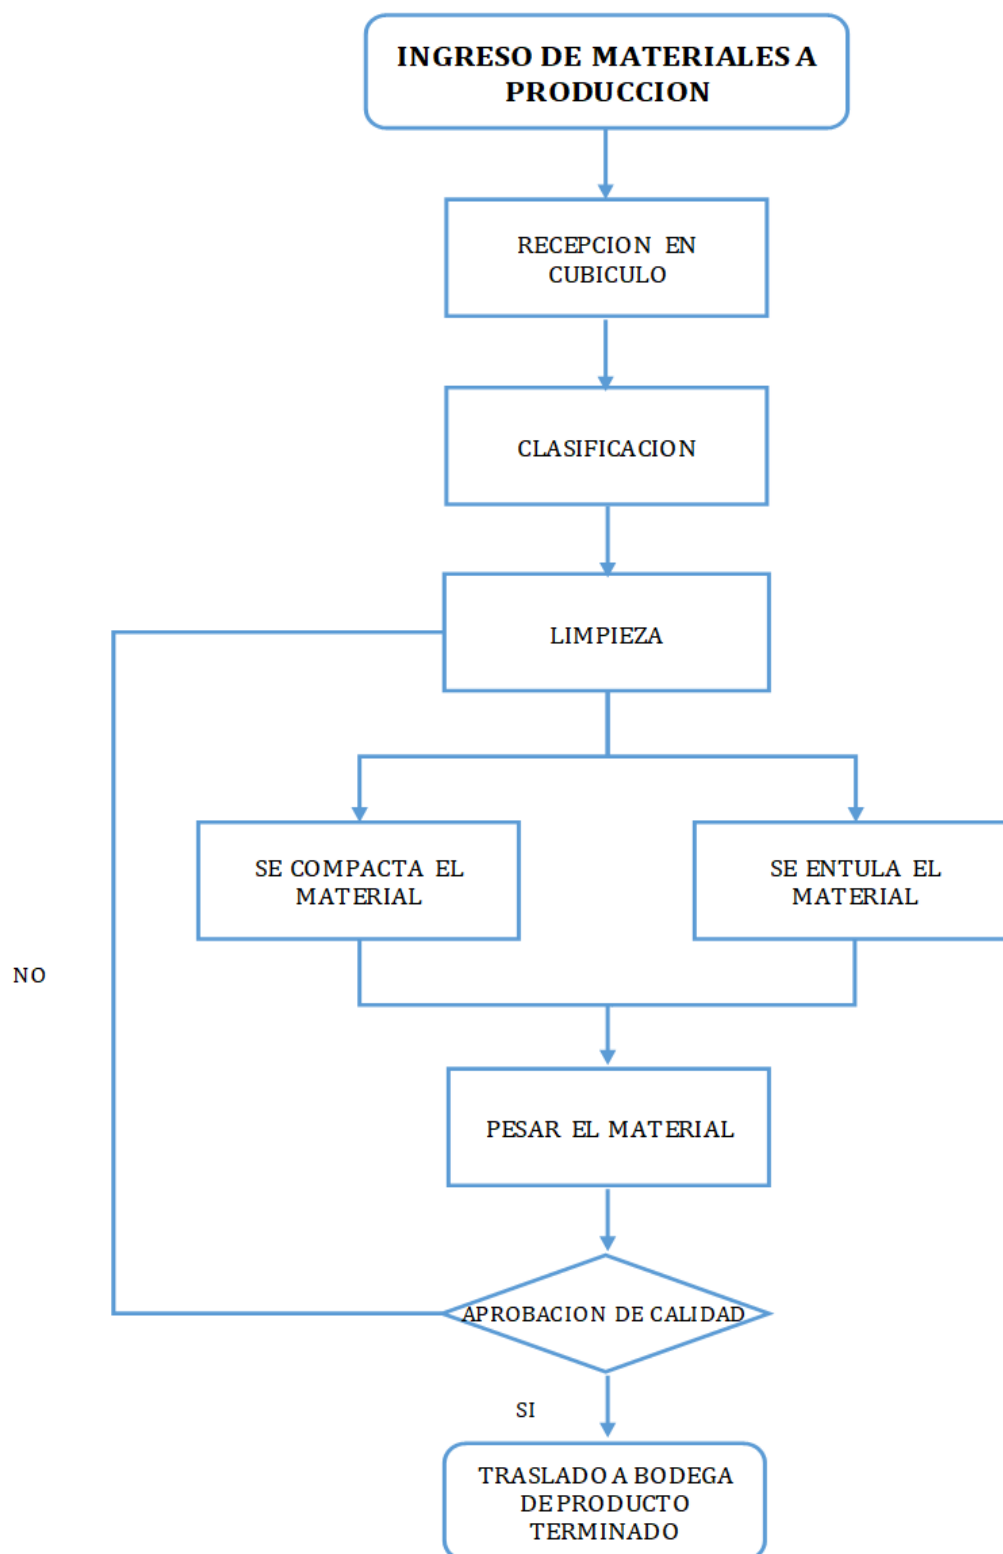 INGRESO DE MATERIALES A
PRODUCCION
RECEPCION EN
CUBICULO
CLASIFICACION
LIMPIEZA
SE COMPACTA EL
MATERIAL
SE ENTULA EL
MATERIAL
NO
PESAR EL MATERIAL
APROBACION DE CALIDAD
SI
TRASLADO A BODEGA
DE PRODUCTO
TERMINADO